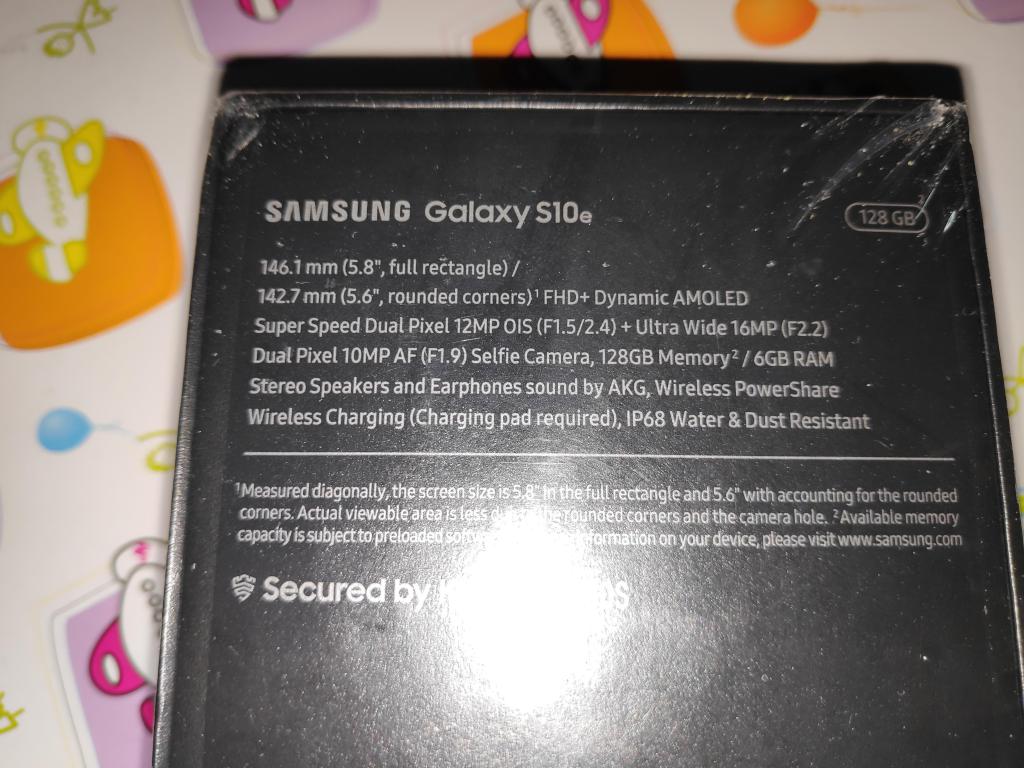 SAMSUNG Galaxy S10e
128 GB²
146.1 mm (5.8", full rectangle) /
142.7 mm (5.6", rounded corners)¹ FHD+ Dynamic AMOLED
Super Speed Dual Pixel 12MP OIS (F1.5/2.4) + Ultra Wide 16MP (F2.2)
Dual Pixel 10MP AF (F1.9) Selfie Camera, 128GB Memory² / 6GB RAM
Stereo Speakers and Earphones sound by AKG, Wireless PowerShare
Wireless Charging (Charging pad required), IP68 Water & Dust Resistant
¹Measured diagonally, the screen size is 5.8" in the full rectangle and 5.6" with accounting for the rounded
corners. Actual viewable area is less due to the rounded corners and the camera hole. ²Available memory
capacity is subject to preloaded information on your device, please visit www.samsung.com
Secured by